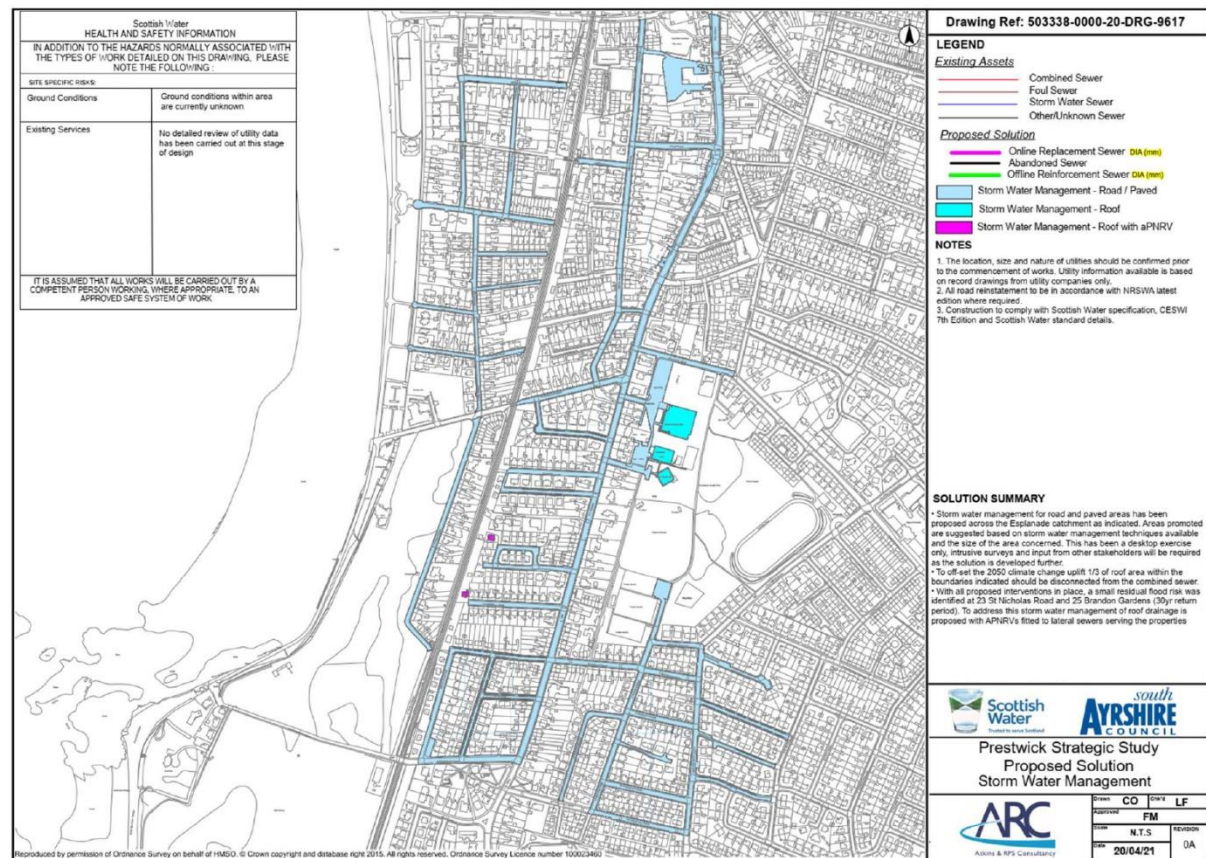 Scottish Water
HEALTH AND SAFETY INFORMATION
IN ADDITION TO THE HAZARDS NORMALLY ASSOCIATED WITH
THE TYPES OF WORK DETAILED ON THIS DRAWING, PLEASE
NOTE THE FOLLOWING :
SITE SPECIFIC RISKS:
Ground Conditions
Ground conditions within area
are currently unknown
Existing Services
No detailed review of utility data
has been carried out at this stage
of design
IT IS ASSUMED THAT ALL WORKS WILL BE CARRIED OUT BY A
COMPETENT PERSON WORKING, WHERE APPROPRIATE, TO AN
APPROVED SAFE SYSTEM OF WORK
Reproduced by permission of Ordnance Survey on behalf of HMSO. © Crown copyright and database right 2015. All rights reserved. Ordnance Survey Licence number 100023460
Drawing Ref: 503338-0000-20-DRG-9617
LEGEND
Existing Assets
Combined Sewer
Foul Sewer
Storm Water Sewer
Other/Unknown Sewer
Proposed Solution
Online Replacement Sewer DIA (mm)
Abandoned Sewer
Offline Reinforcement Sewer DIA (mm)
Storm Water Management - Road / Paved
Storm Water Management - Roof
Storm Water Management - Roof with aPNRV
NOTES
1. The location, size and nature of utilities should be confirmed prior
to the commencement of works. Utility information available is based
on record drawings from utility companies only.
2. All road reinstatement to be in accordance with NRSWA latest
edition where required.
3. Construction to comply with Scottish Water specification, CESWI
7th Edition and Scottish Water standard details.
SOLUTION SUMMARY
• Storm water management for road and paved areas has been
proposed across the Esplanade catchment as indicated. Areas promoted
are suggested based on storm water management techniques available
and the size of the area concerned. This has been a desktop exercise
only, intrusive surveys and input from other stakeholders will be required
as the solution is developed further.
• To off-set the 2050 climate change uplift 1/3 of roof area within the
boundaries indicated should be disconnected from the combined sewer.
• With all proposed interventions in place, a small residual flood risk was
identified at 23 St Nicholas Road and 25 Brandon Gardens (30yr return
period). To address this storm water management of roof drainage is
proposed with APNRVs fitted to lateral sewers serving the properties
Scottish
Water
Trusted to serve Scotland
south
AYRSHIRE
COUNCIL
Prestwick Strategic Study
Proposed Solution
Storm Water Management
ARC
Atkins & RPS Consultancy
Drawn CO Chk'd LF
Approved FM
Scale N.T.S
REVISION
0A
Date 20/04/21